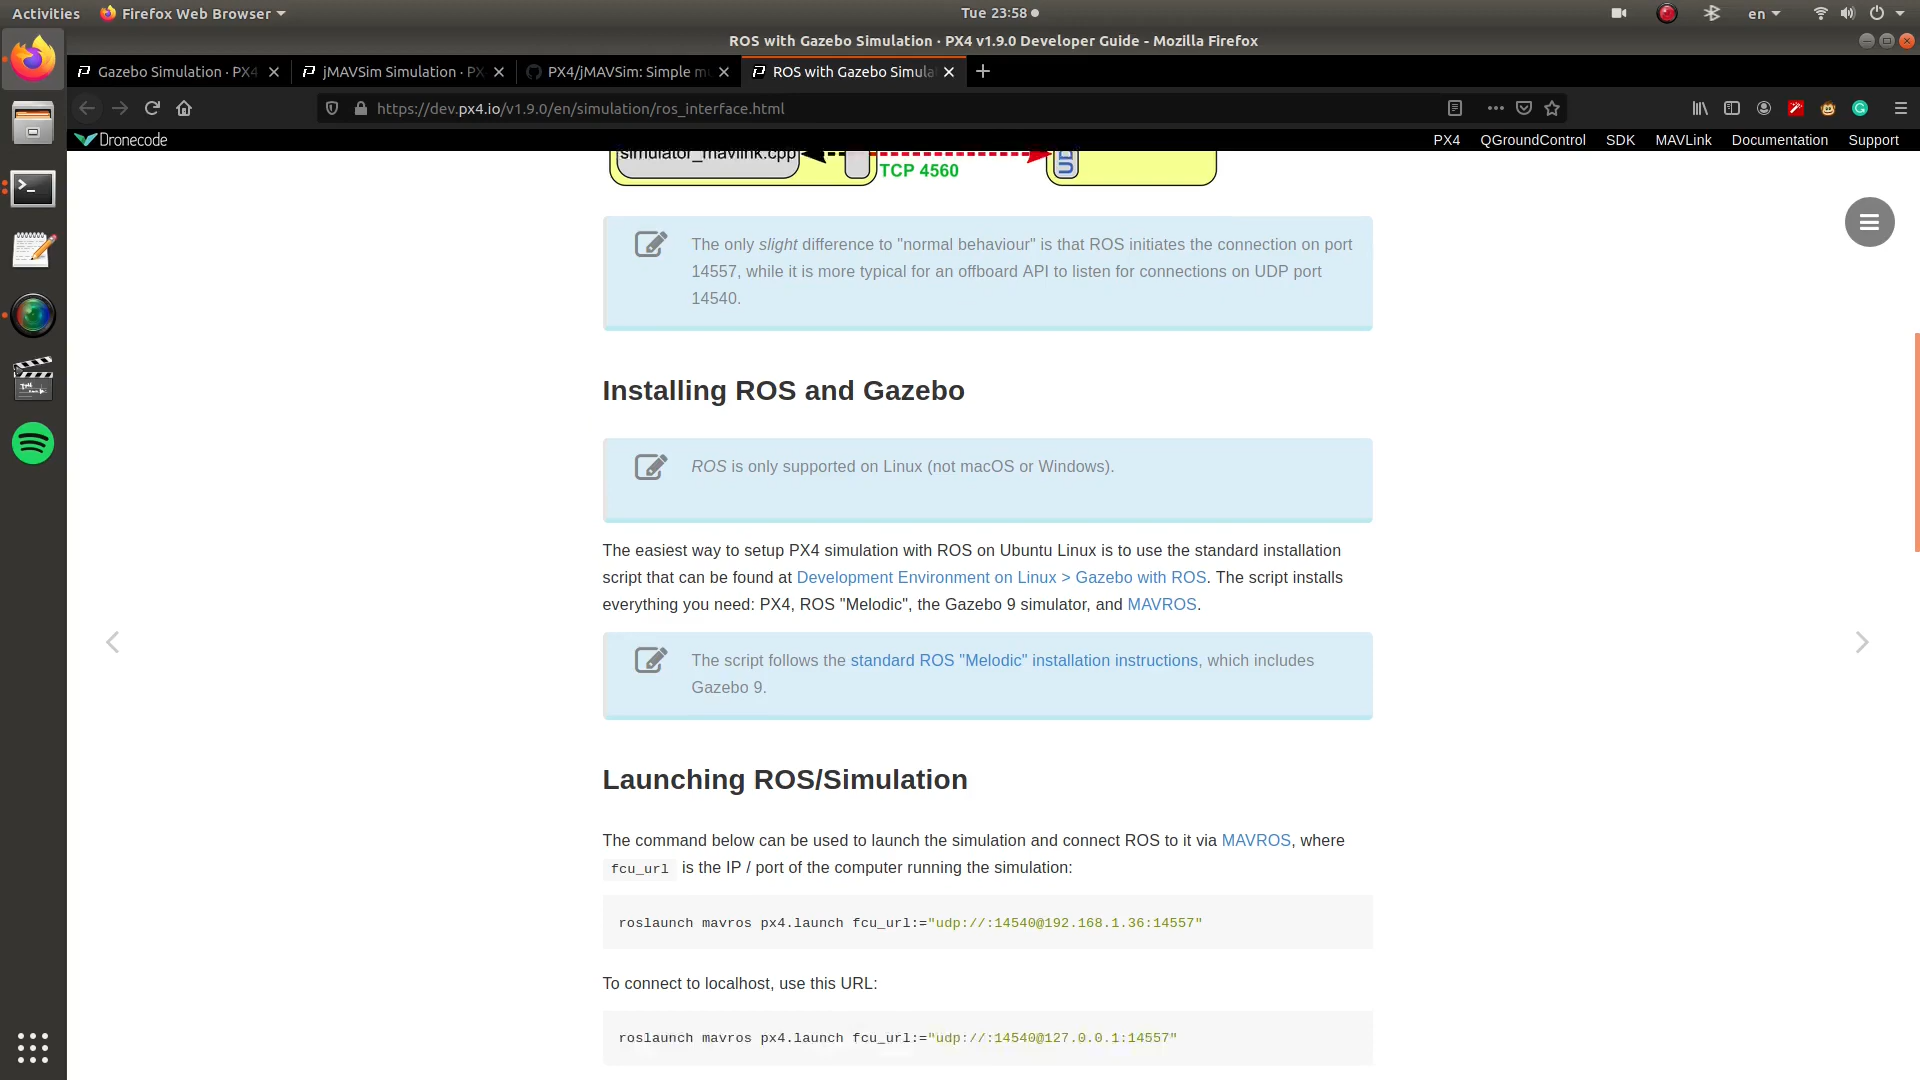 Activities
Firefox Web Browser
Tue 23:58
en
ROS with Gazebo Simulation · PX4 v1.9.0 Developer Guide - Mozilla Firefox
Gazebo Simulation · PX4
jMAVSim Simulation · PX
PX4/jMAVSim: Simple mu
ROS with Gazebo Simula
https://dev.px4.io/v1.9.0/en/simulation/ros_interface.html
Dronecode
PX4
QGroundControl
SDK
MAVLink
Documentation
Support
simulator_mavlink.cpp
TCP 4560
UD
The only slight difference to "normal behaviour" is that ROS initiates the connection on port
14557, while it is more typical for an offboard API to listen for connections on UDP port
14540.
Installing ROS and Gazebo
ROS is only supported on Linux (not macOS or Windows).
The easiest way to setup PX4 simulation with ROS on Ubuntu Linux is to use the standard installation
script that can be found at Development Environment on Linux > Gazebo with ROS. The script installs
everything you need: PX4, ROS "Melodic", the Gazebo 9 simulator, and MAVROS.
The script follows the standard ROS "Melodic" installation instructions, which includes
Gazebo 9.
Launching ROS/Simulation
The command below can be used to launch the simulation and connect ROS to it via MAVROS, where
fcu_url is the IP / port of the computer running the simulation:
roslaunch mavros px4.launch fcu_url:="udp://:14540@192.168.1.36:14557"
To connect to localhost, use this URL:
roslaunch mavros px4.launch fcu_url:="udp://:14540@127.0.0.1:14557"